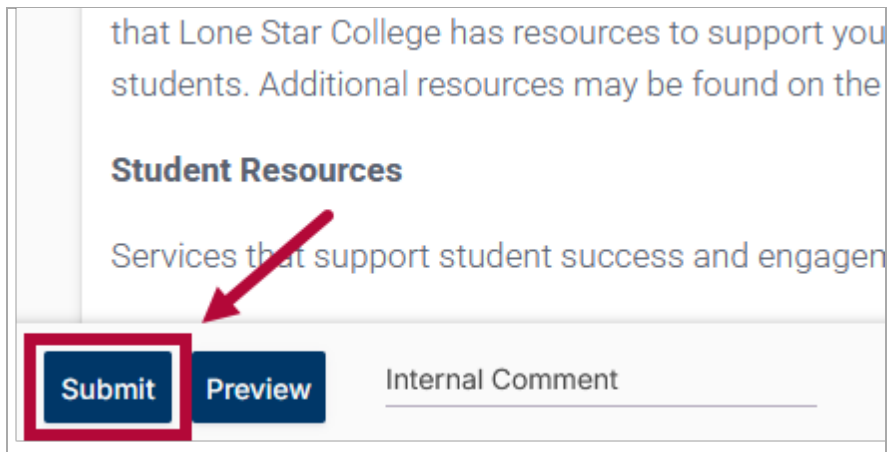 that Lone Star College has resources to support you
students. Additional resources may be found on the
Student Resources
Services that support student success and
Submit Preview Internal Comment